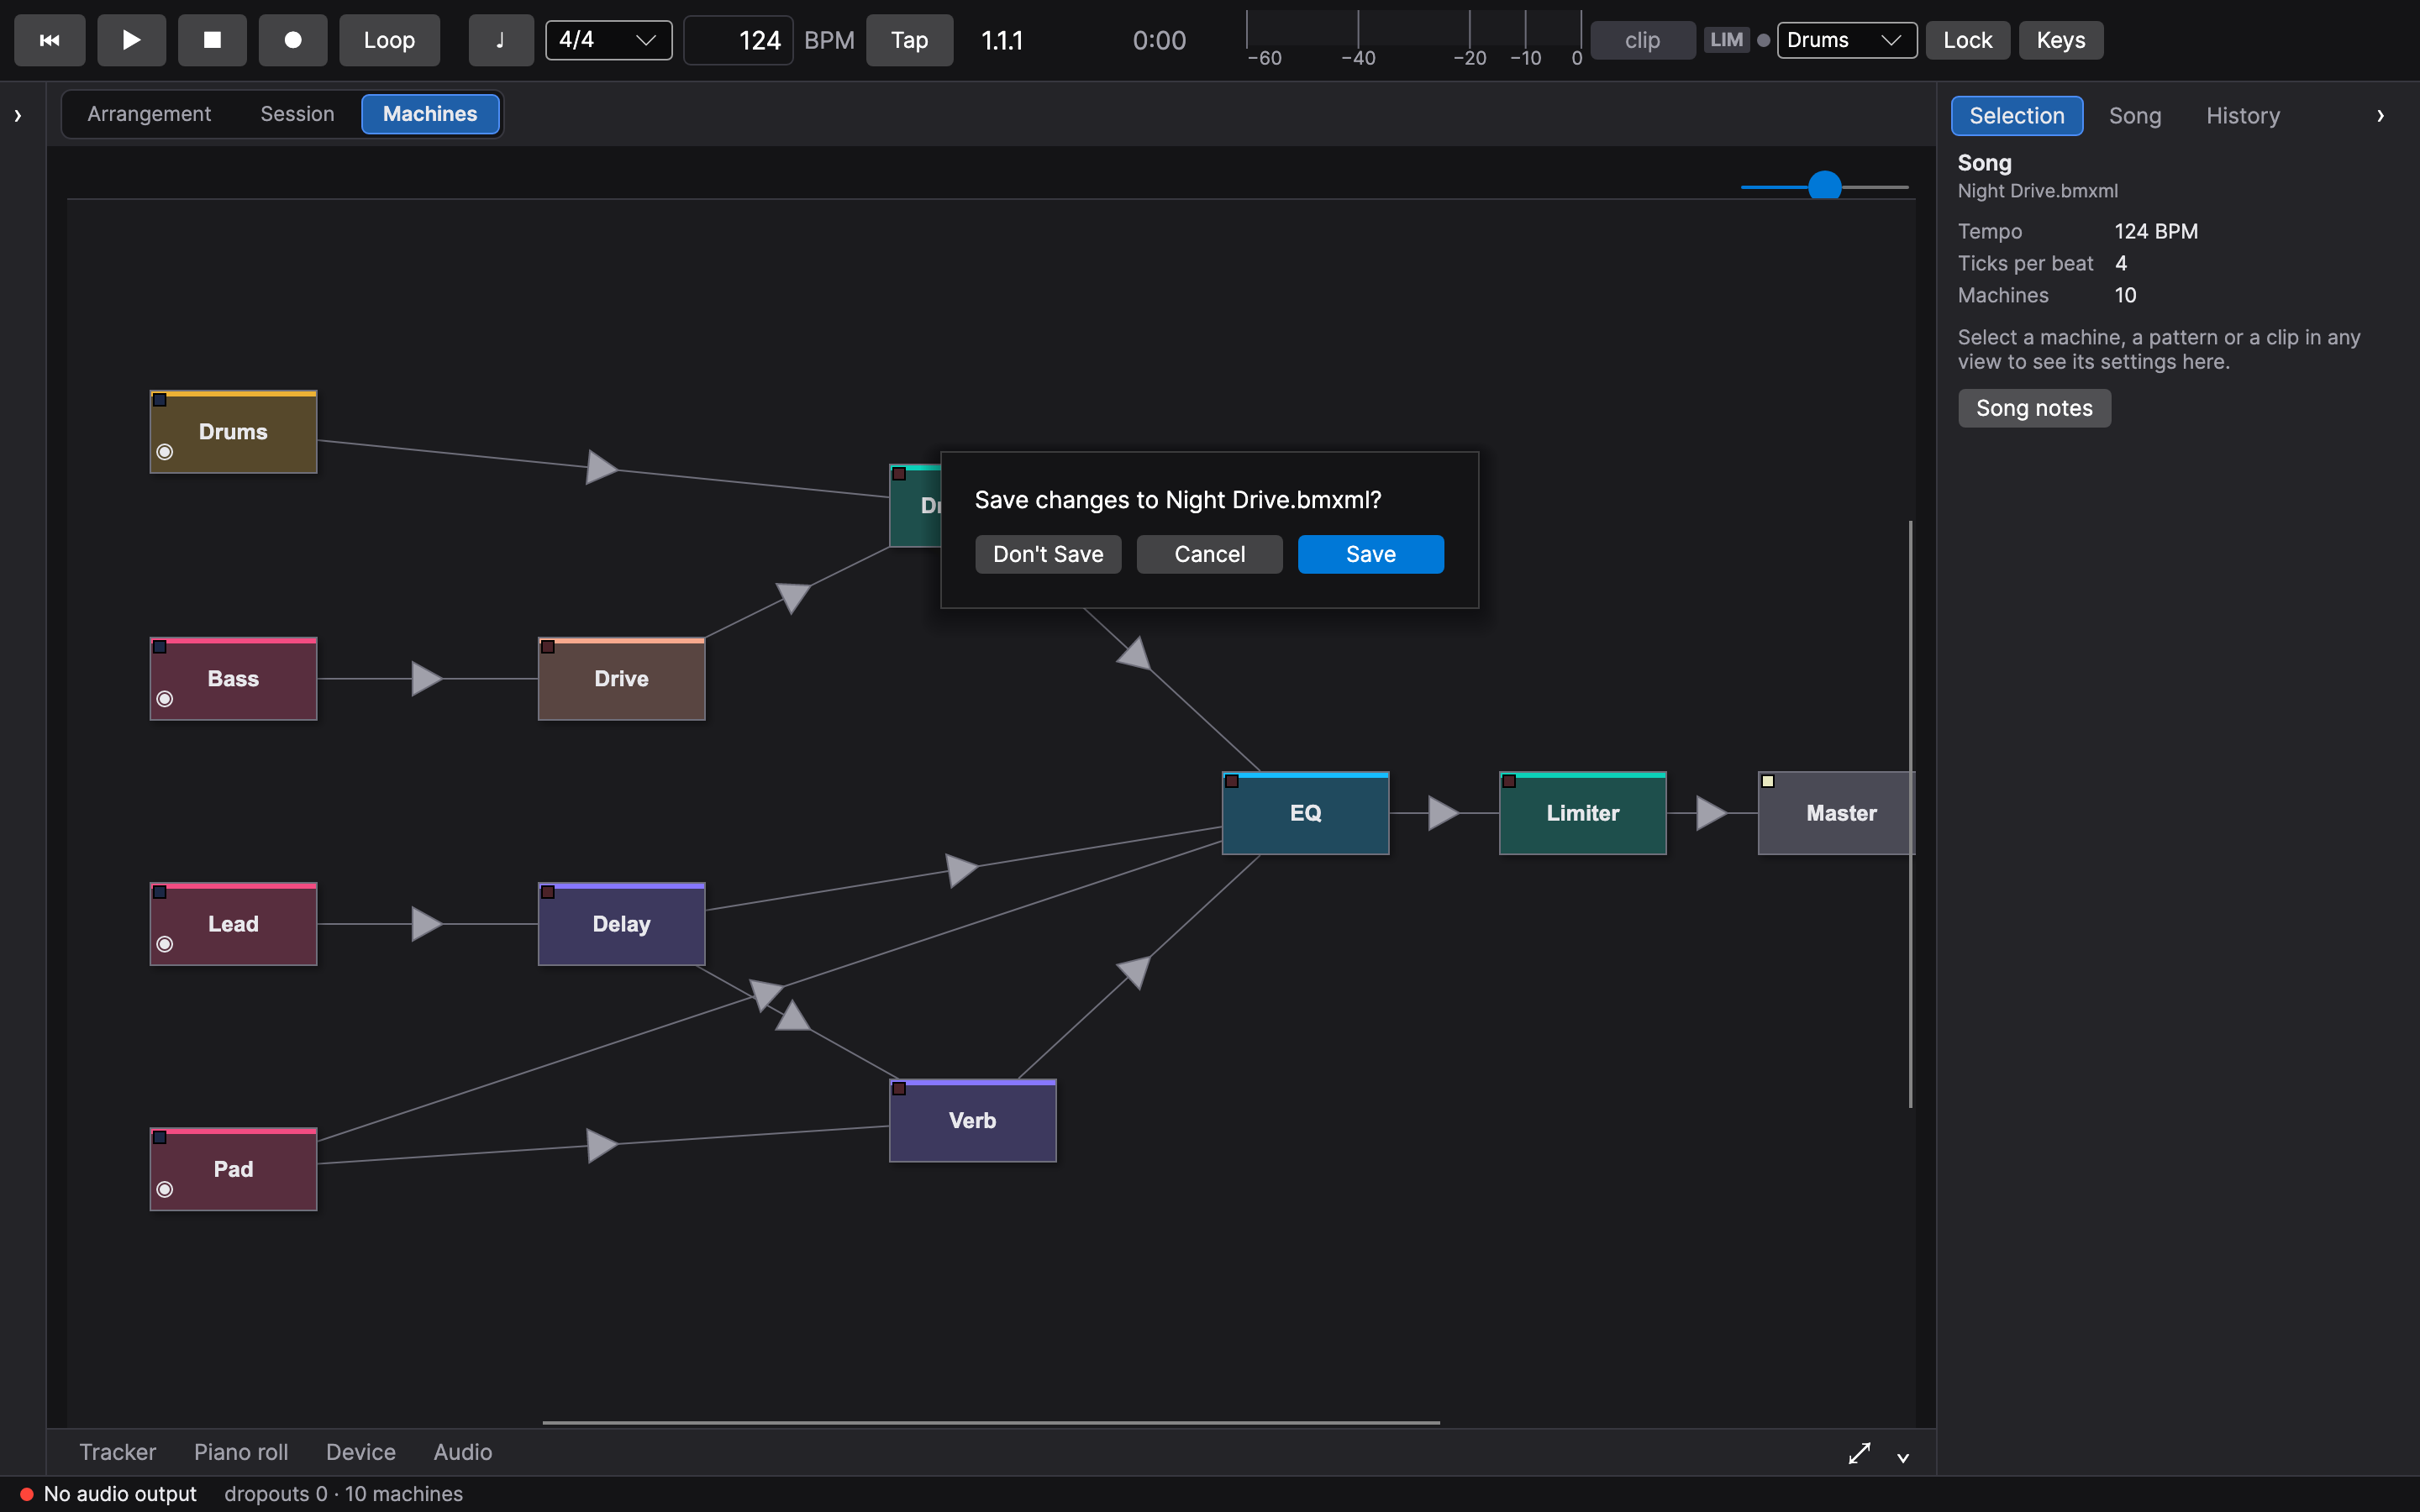 Loop
4/4
124 BPM
Tap
1.1.1
0:00
−60 −40 −20 −10 0
clip
LIM
Drums
Lock
Keys
Arrangement Session Machines
Selection Song History
Song
Night Drive.bmxml
Tempo 124 BPM
Ticks per beat 4
Machines 10
Select a machine, a pattern or a clip in any
view to see its settings here.
Song notes
Drums
Save changes to Night Drive.bmxml?
Don't Save Cancel Save
Bass
Drive
EQ
Limiter
Master
Lead
Delay
Verb
Pad
Tracker Piano roll Device Audio
No audio output dropouts 0 · 10 machines